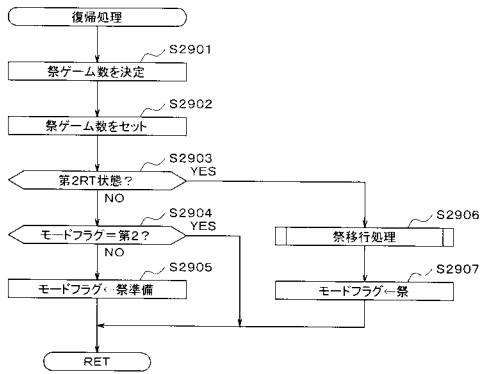 復帰処理
S2901
祭ゲーム数を決定
S2902
祭ゲーム数をセット
S2903
第2RT状態?
YES
NO
S2904
モードフラグ=第2?
YES
NO
S2905
モードフラグ←祭準備
S2906
祭移行処理
S2907
モードフラグ←祭
RET